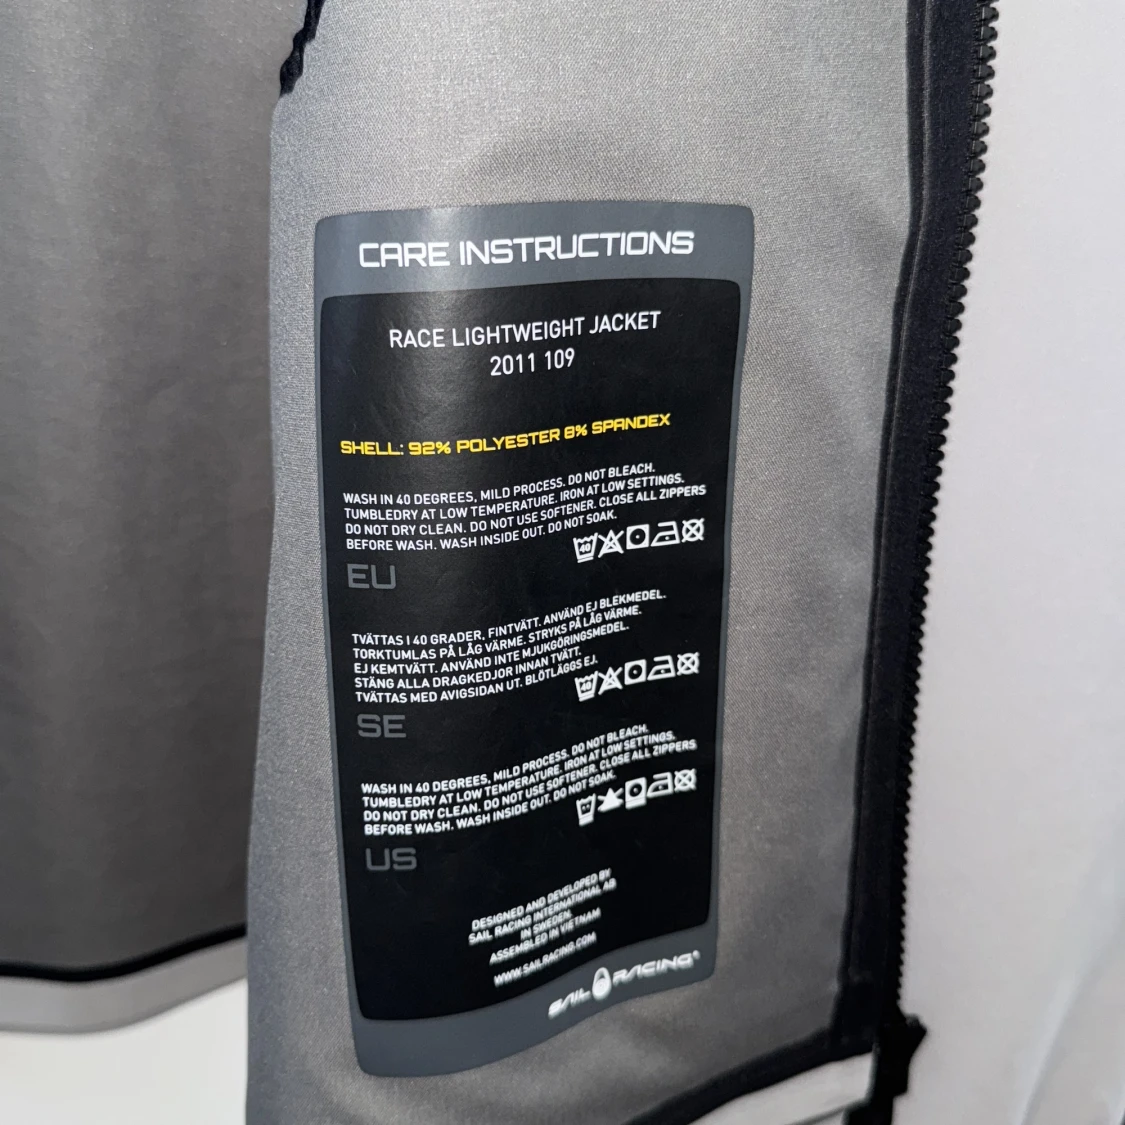 CARE INSTRUCTIONS
RACE LIGHTWEIGHT JACKET
2011 109
SHELL: 92% POLYESTER 8% SPANDEX
WASH IN 40 DEGREES, MILD PROCESS. DO NOT BLEACH.
TUMBLEDRY AT LOW TEMPERATURE. IRON AT LOW SETTINGS.
DO NOT DRY CLEAN. DO NOT USE SOFTENER. CLOSE ALL ZIPPERS
BEFORE WASH. WASH INSIDE OUT. DO NOT SOAK.
40
EU
TVÄTTAS I 40 GRADER, FINTVÄTT. ANVÄND EJ BLEKMEDEL.
TORKTUMLAS PÅ LÅG VÄRME. STRYKS PÅ LÅG VÄRME.
EJ KEMTVÄTT. ANVÄND INTE MJUKGÖRINGSMEDEL.
STÄNG ALLA DRAGKEDJOR INNAN TVÄTT.
TVÄTTAS MED AVIGSIDAN UT. BLÖTLÄGGS EJ.
40
SE
WASH IN 40 DEGREES, MILD PROCESS. DO NOT BLEACH.
TUMBLEDRY AT LOW TEMPERATURE. IRON AT LOW SETTINGS.
DO NOT DRY CLEAN. DO NOT USE SOFTENER. CLOSE ALL ZIPPERS
BEFORE WASH. WASH INSIDE OUT. DO NOT SOAK.
US
DESIGNED AND DEVELOPED BY
SAIL RACING INTERNATIONAL AB
IN SWEDEN.
ASSEMBLED IN VIETNAM
WWW.SAILRACING.COM
SAIL RACING®